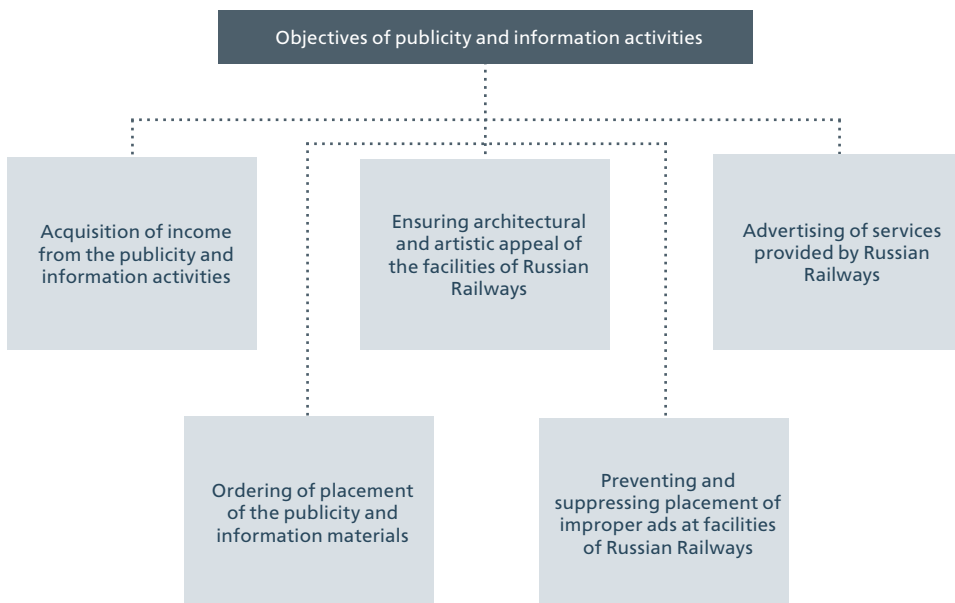 Objectives of publicity and information activities
Acquisition of income
from the publicity and
information activities
Ensuring architectural
and artistic appeal of
the facilities of Russian
Railways
Advertising of services
provided by Russian
Railways
Ordering of placement
of the publicity and
information materials
Preventing and
suppressing placement of
improper ads at facilities
of Russian Railways